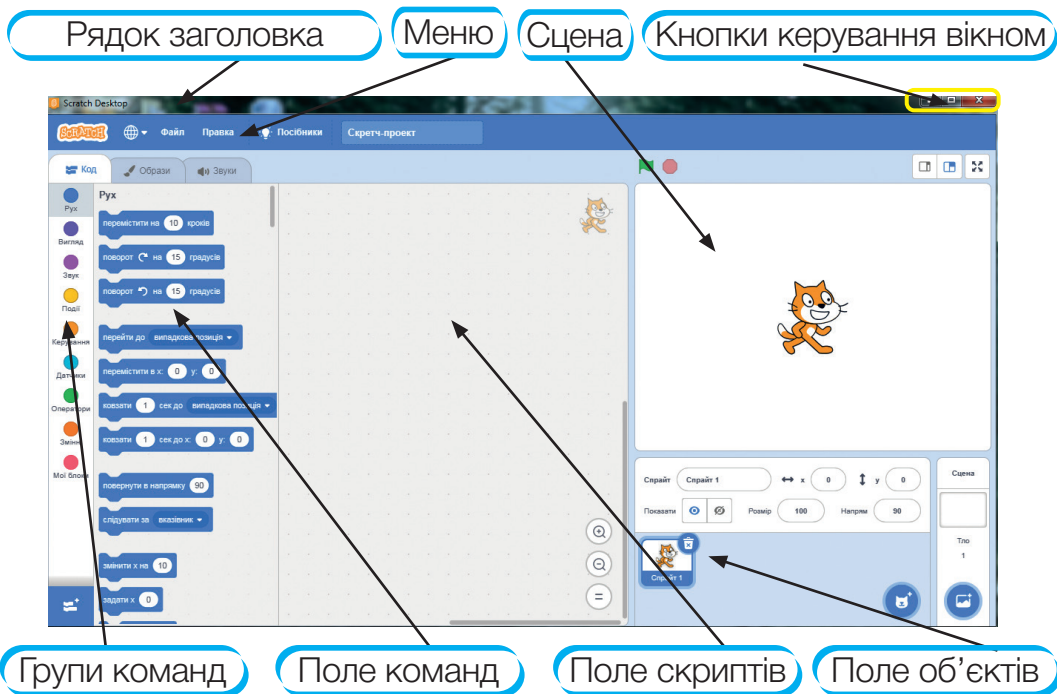 Рядок заголовка
Меню
Сцена
Кнопки керування вікном
Scratch Desktop
SCRATCH
Файл
Правка
Посібники
Скретч-проект
Код
Образи
Звуки
Рух
Вигляд
Звук
Події
Керування
Датчики
Оператори
Змінні
Мої блоки
Рух
перемістити на 10 кроків
поворот на 15 градусів
поворот на 15 градусів
перейти до випадкова позиція
перемістити в x: 0 y: 0
ковзати 1 сек до випадкова позиція
ковзати 1 сек до x: 0 y: 0
повернути в напрямку 90
слідувати за вказівник
змінити x на 10
задати x 0
Спрайт Спрайт 1 x 0 y 0
Показати Розмір 100 Напрям 90
Спрайт 1
Сцена
Тло
1
Групи команд
Поле команд
Поле скриптів
Поле об’єктів